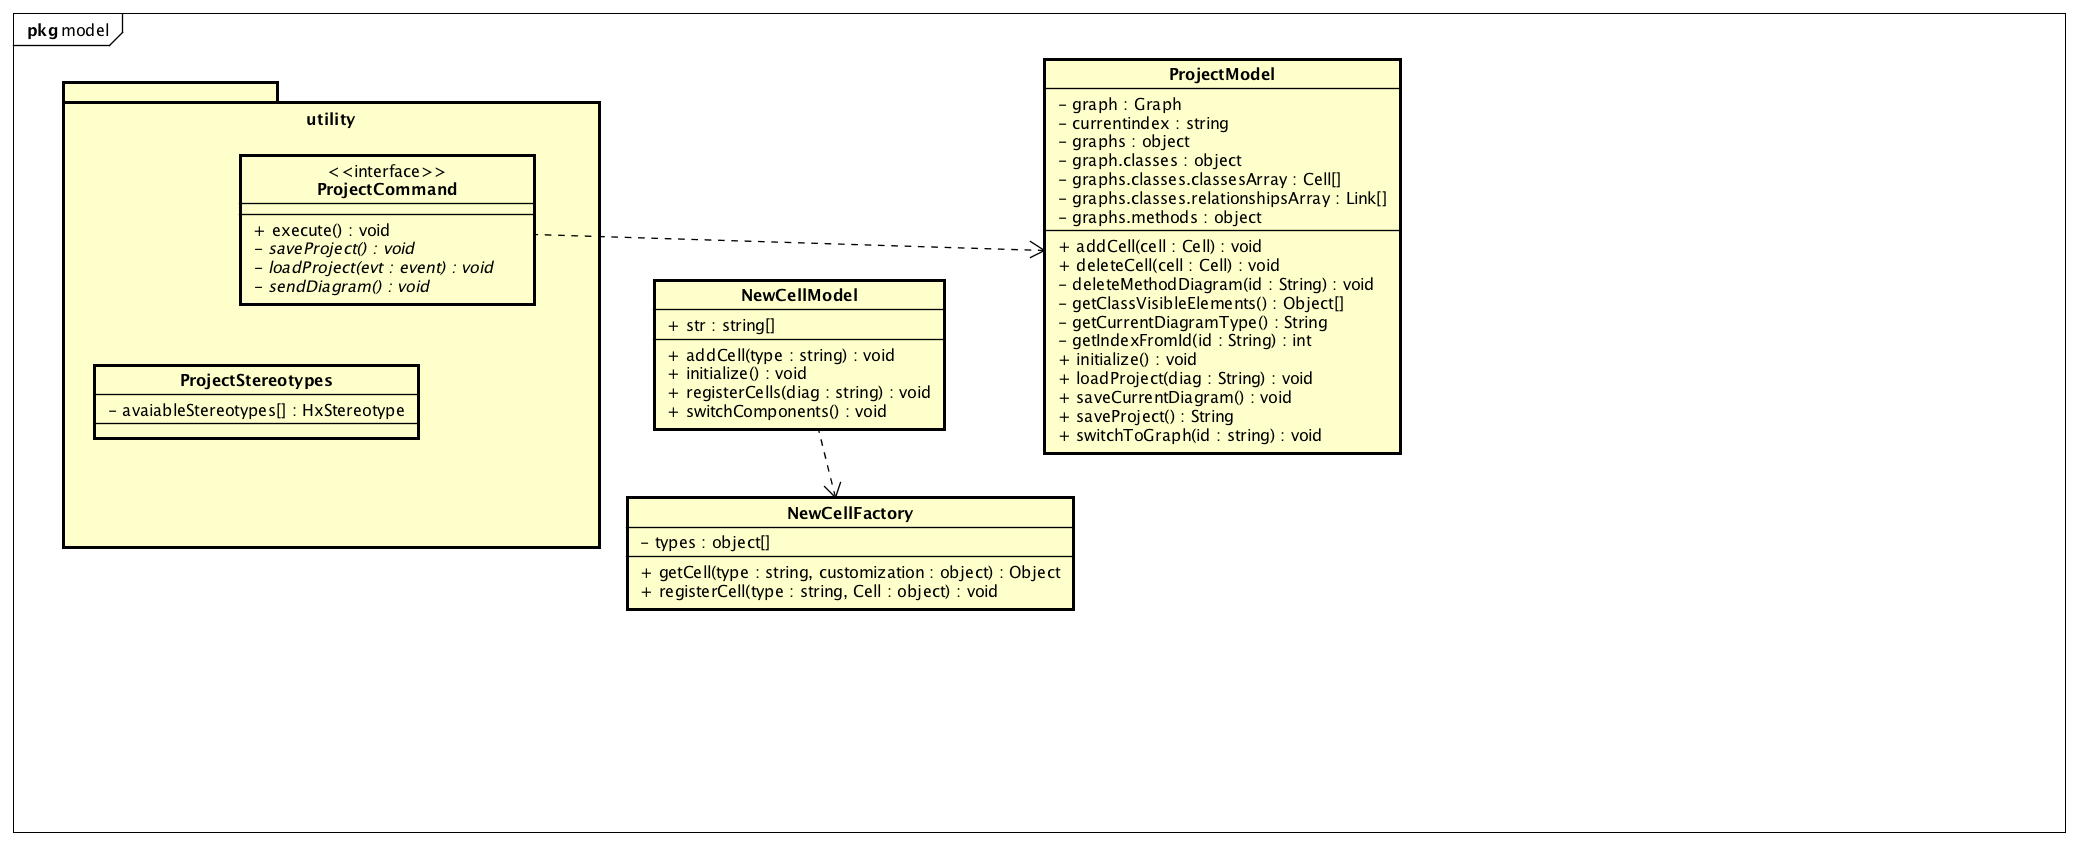 pkg model
utility
<<interface>>
ProjectCommand
+ execute() : void
- saveProject() : void
- loadProject(evt : event) : void
- sendDiagram() : void
ProjectStereotypes
- avaiableStereotypes[] : HxStereotype
NewCellModel
+ str : string[]
+ addCell(type : string) : void
+ initialize() : void
+ registerCells(diag : string) : void
+ switchComponents() : void
NewCellFactory
- types : object[]
+ getCell(type : string, customization : object) : Object
+ registerCell(type : string, Cell : object) : void
ProjectModel
- graph : Graph
- currentindex : string
- graphs : object
- graph.classes : object
- graphs.classes.classesArray : Cell[]
- graphs.classes.relationshipsArray : Link[]
- graphs.methods : object
+ addCell(cell : Cell) : void
+ deleteCell(cell : Cell) : void
- deleteMethodDiagram(id : String) : void
- getClassVisibleElements() : Object[]
- getCurrentDiagramType() : String
- getIndexFromId(id : String) : int
+ initialize() : void
+ loadProject(diag : String) : void
+ saveCurrentDiagram() : void
+ saveProject() : String
+ switchToGraph(id : string) : void